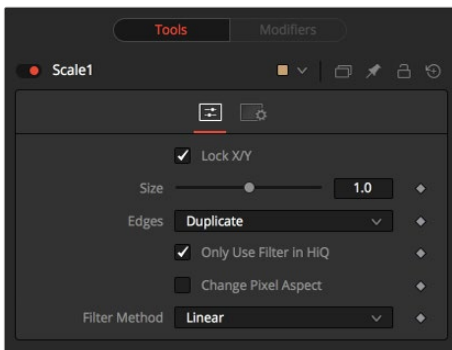 Tools Modifiers
Scale1
Lock X/Y
Size 1.0
Edges Duplicate
Only Use Filter in HiQ
Change Pixel Aspect
Filter Method Linear